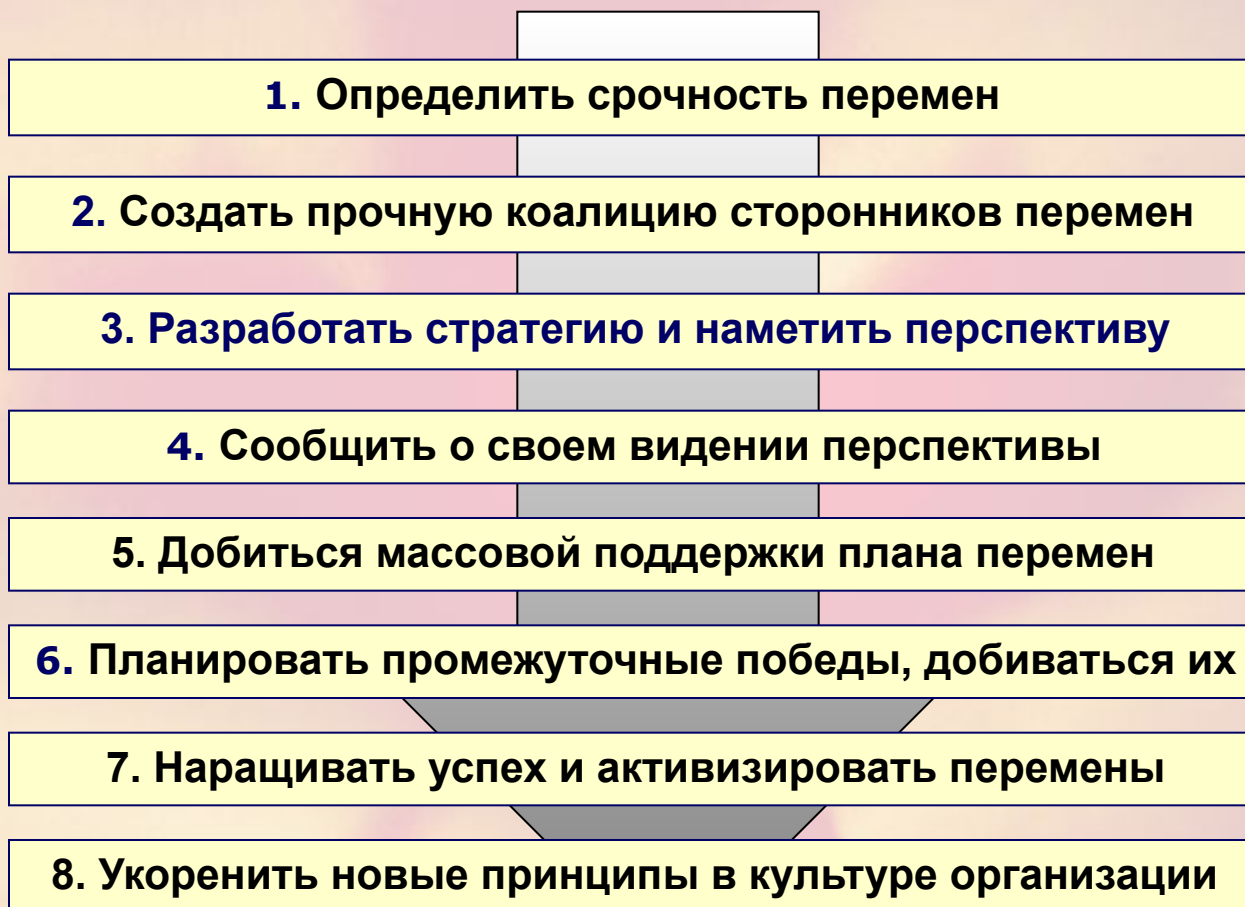 1. Определить срочность перемен
2. Создать прочную коалицию сторонников перемен
3. Разработать стратегию и наметить перспективу
4. Сообщить о своем видении перспективы
5. Добиться массовой поддержки плана перемен
6. Планировать промежуточные победы, добиваться их
7. Наращивать успех и активизировать перемены
8. Укоренить новые принципы в культуре организации